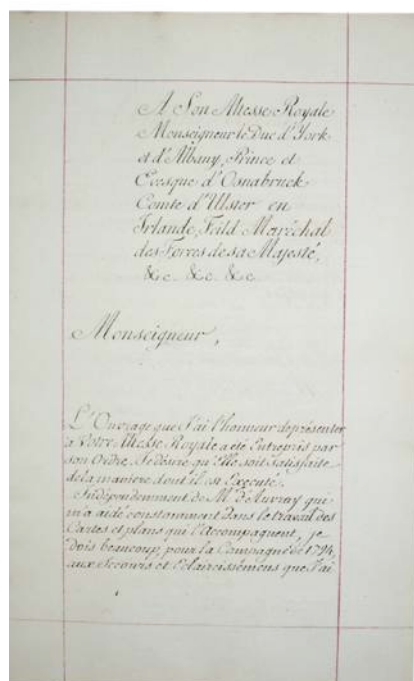 A Son Altesse Royale
Monseigneur le Duc d'York
et d'Albany, Prince et
Evesque d'Osnabruck
Comte d'Ulster en
Irlande, Feild Maréchal
des Forces de sa Majesté,
&c. &c. &c.
Monseigneur,
L'Ouvrage que J'ai l'honneur de présenter
a Votre Altesse Royale a été Entrepris par
son Ordre. Je désire qu'Elle soit Satisfaite
de la manière dont il est Executé.
Indépendamment de Mr. d'Auvray qui
m'a aidé constamment Dans le travail des
Cartes et plans qui l'Accompagnent, je
Dois beaucoup, pour la Campagne de 1794,
aux Secours et Eclaircissémens que J'ai